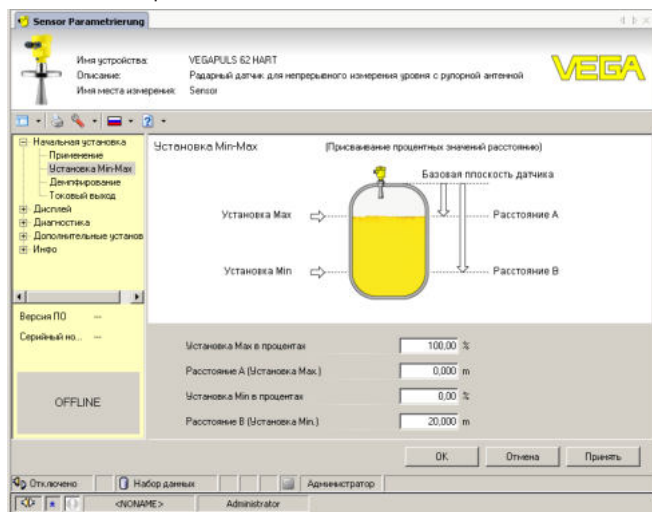 Sensor Parametrierung
Имя устройства: VEGAPULS 62 HART
Описание: Радарный датчик для непрерывного измерения уровня с рупорной антенной
Имя места измерения: Sensor
VEGA
Начальная установка
Применение
Установка Min-Max
Демпфирование
Токовый выход
Дисплей
Диагностика
Дополнительные установ
Инфо
Версия ПО —
Серийный но... —
OFFLINE
Установка Min-Max (Присваивание процентных значений расстоянию)
Базовая плоскость датчика
Установка Max
Расстояние A
Установка Min
Расстояние B
Установка Max в процентах 100,00 %
Расстояние A (Установка Max.) 0,000 m
Установка Min в процентах 0,00 %
Расстояние B (Установка Min.) 20,000 m
OK Отмена Принять
Отключено Набор данных Администратор
<NONAME> Administrator